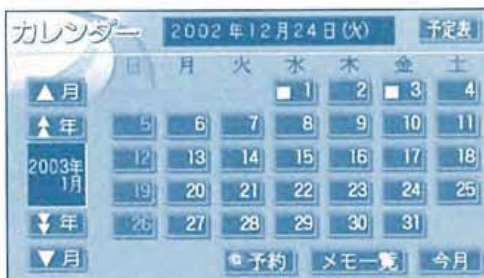 カレンダー 2002年12月24日(火) 予定表
日 月 火 水 木 金 土
▲月 ■1 2 ■3 4
年 5 6 7 8 9 10 11
2003年1月 12 13 14 15 16 17 18
19 20 21 22 23 24 25
年 26 27 28 29 30 31
▼月 予約 メモ一覧 今月